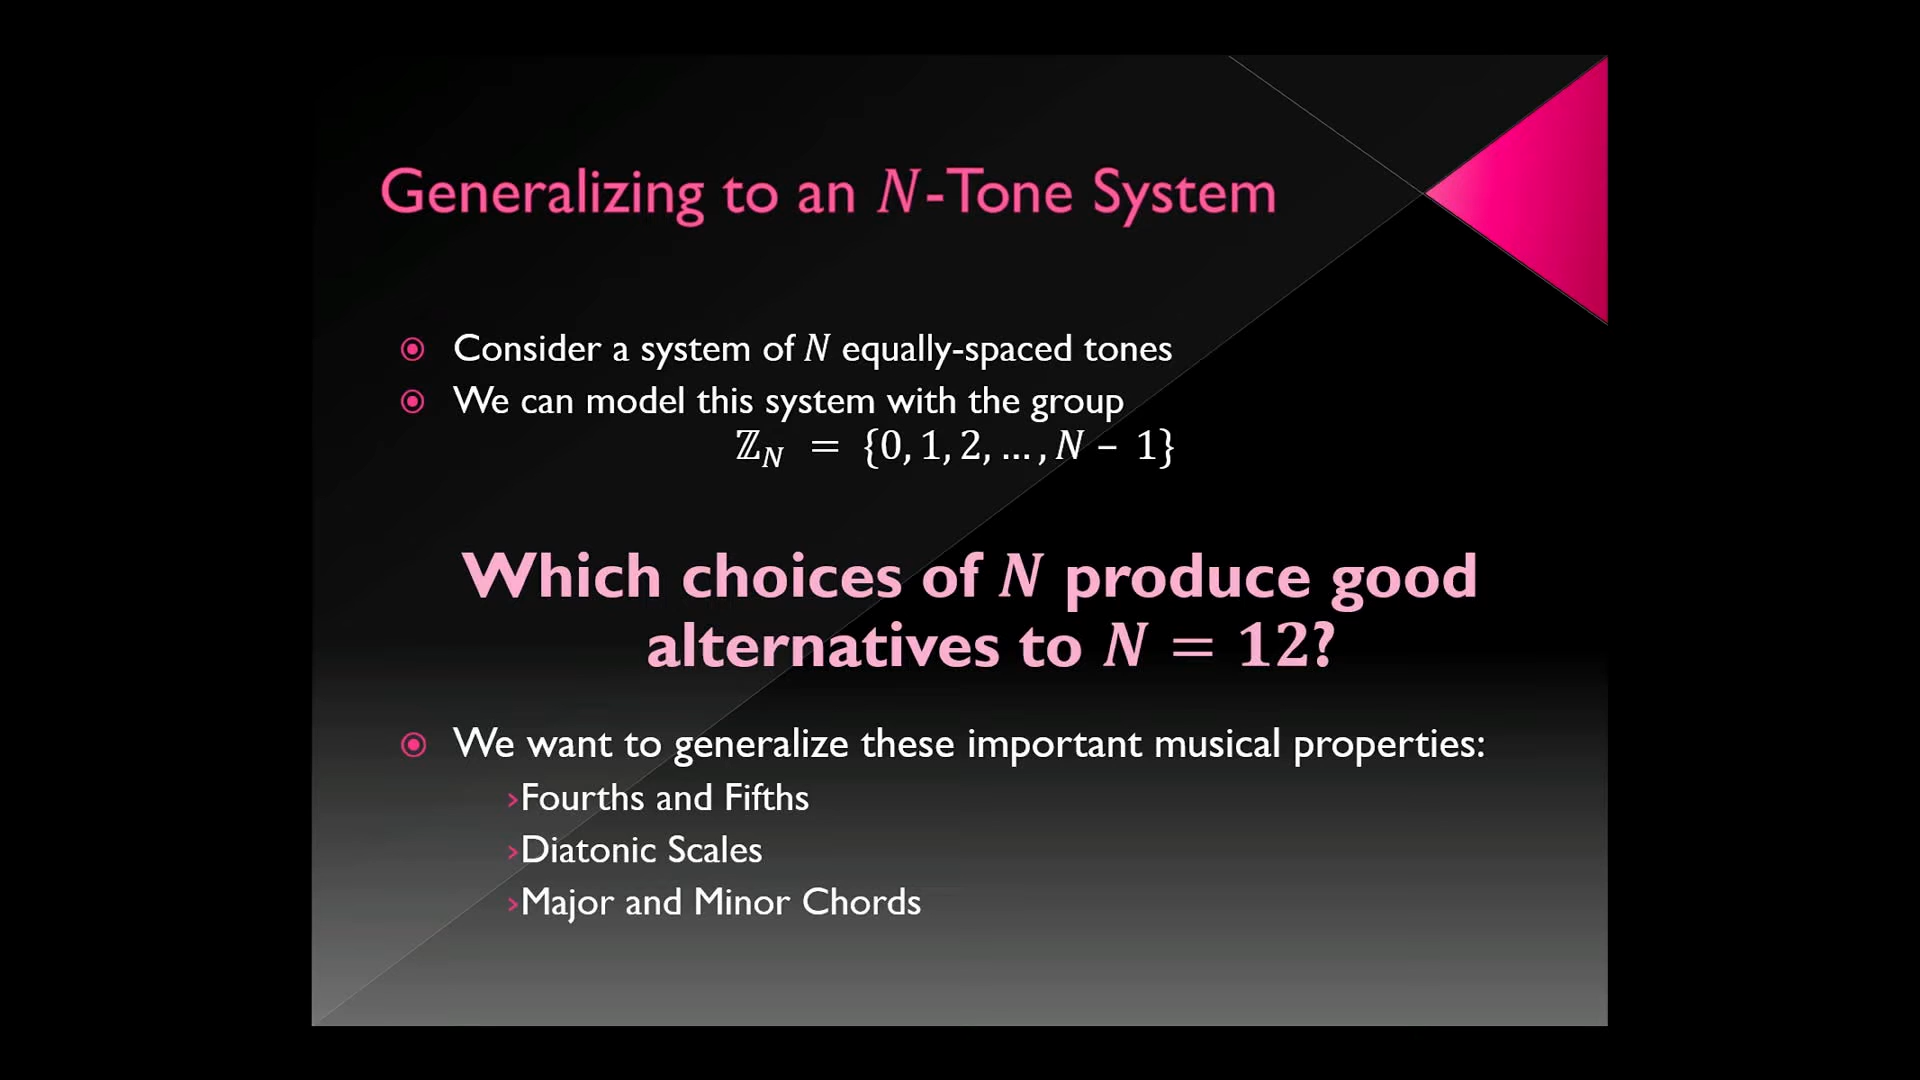 Generalizing to an N-Tone System
Consider a system of N equally-spaced tones
We can model this system with the group
ℤ_N = {0, 1, 2, … , N − 1}
Which choices of N produce good
alternatives to N = 12?
We want to generalize these important musical properties:
Fourths and Fifths
Diatonic Scales
Major and Minor Chords